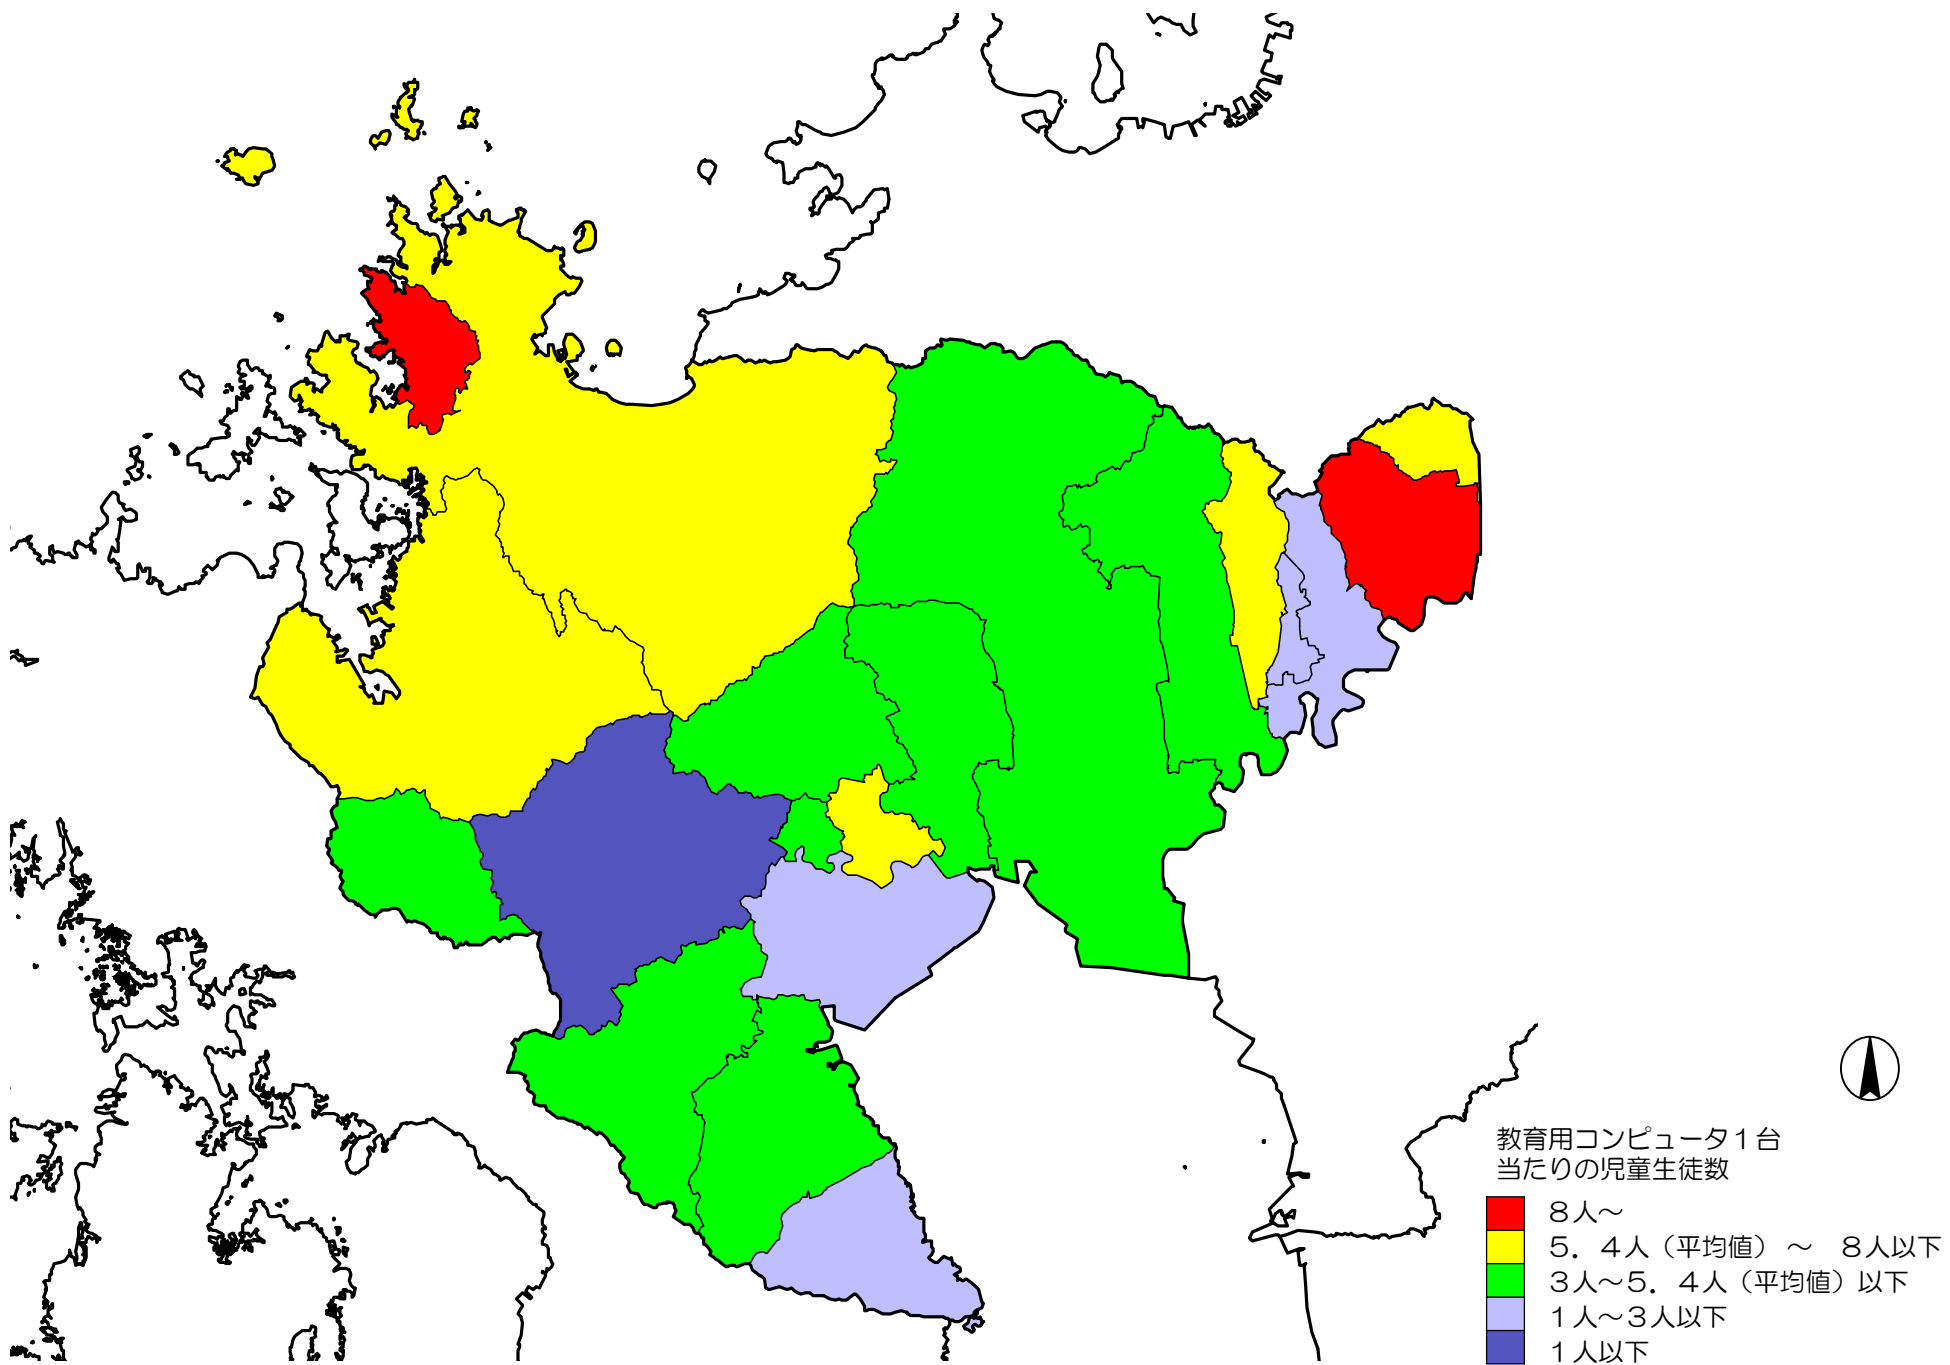 教育用コンピュータ１台
当たりの児童生徒数
８人～
５．４人（平均値）～　８人以下
３人～５．４人（平均値）以下
１人～３人以下
１人以下